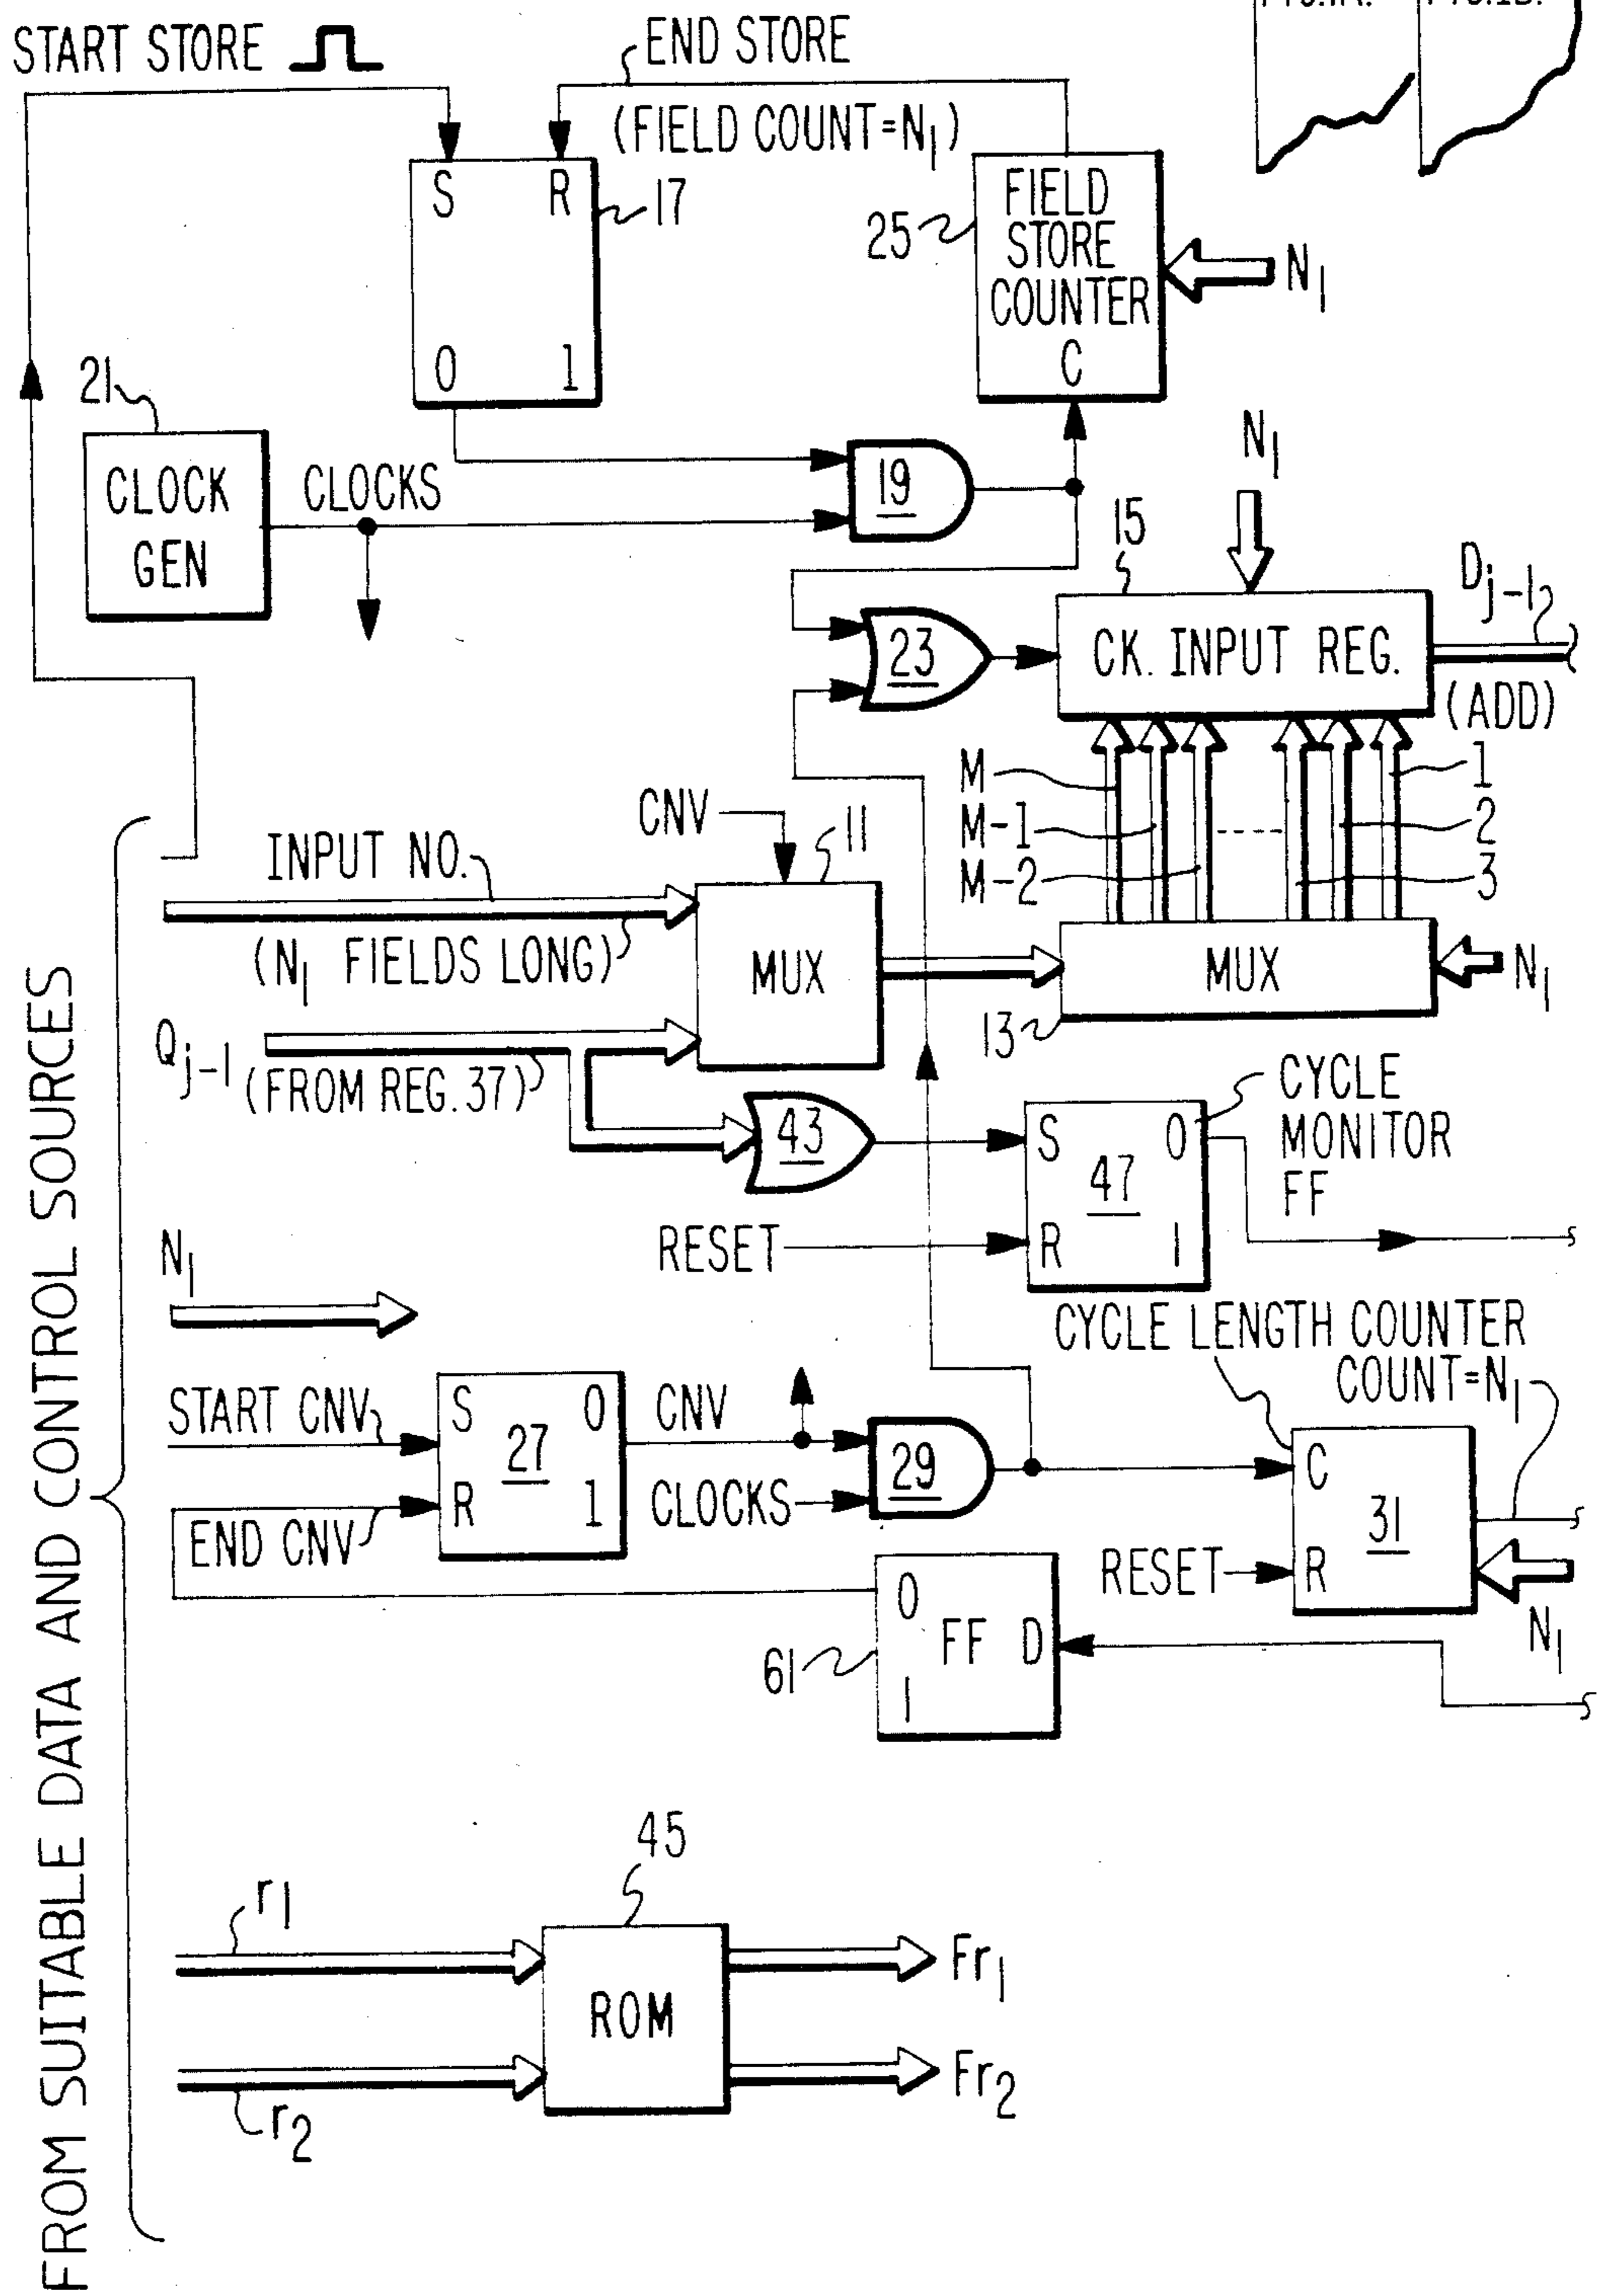 START STORE
END STORE
(FIELD COUNT=N1)
S R
17
0 1
25
FIELD
STORE
COUNTER
C
N1
21
CLOCK
GEN
CLOCKS
19
N1
15
CK. INPUT REG.
Dj-1
(ADD)
23
M
M-1
M-2
1
2
3
CNV
11
INPUT NO.
(N1 FIELDS LONG)
MUX
MUX
13
N1
Qj-1
(FROM REG. 37)
43
S 0
47
R 1
CYCLE
MONITOR
FF
RESET
N1
CYCLE LENGTH COUNTER
COUNT=N1
START CNV
S 0
27
R 1
END CNV
CNV
CLOCKS
29
C
31
R
RESET
N1
0
FF D
1
61
45
r1
ROM
Fr1
r2
Fr2
FROM SUITABLE DATA AND CONTROL SOURCES